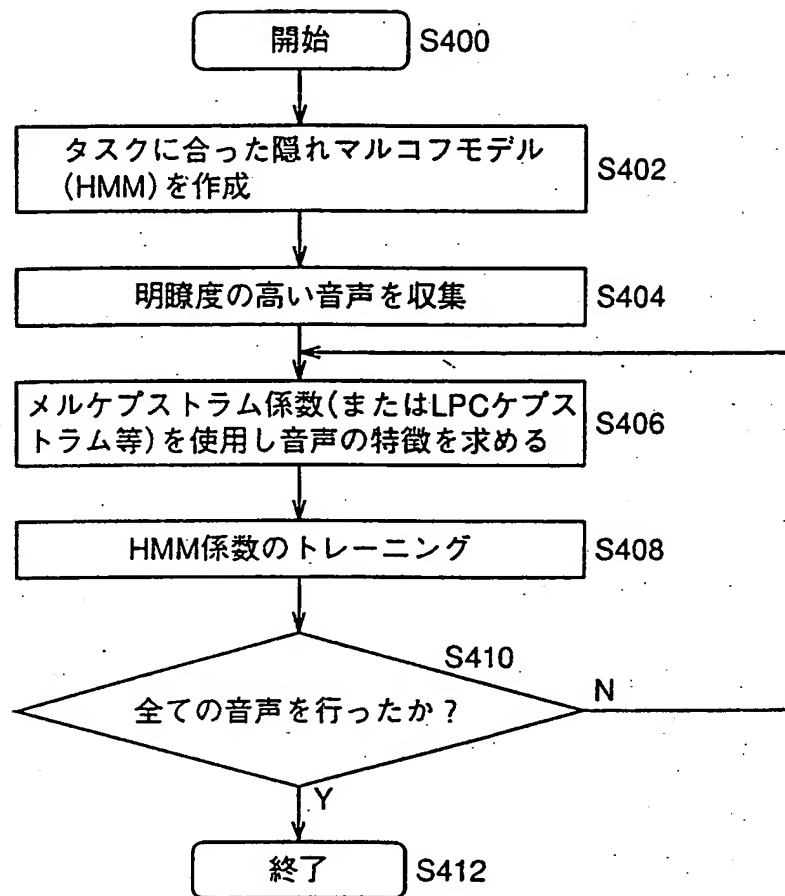 開始 S400
タスクに合った隠れマルコフモデル
(HMM)を作成
S402
明瞭度の高い音声を収集 S404
メルケプストラム係数(またはLPCケプス
トラム等)を使用し音声の特徴を求める
S406
HMM係数のトレーニング S408
S410
全ての音声を行ったか?
N
Y
終了 S412